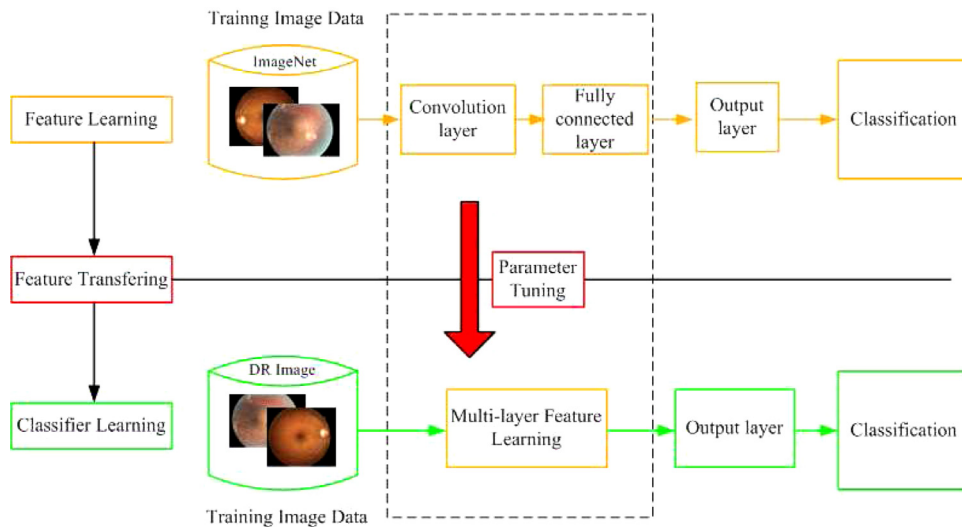 Trainng Image Data
ImageNet
Feature Learning
Convolution
layer
Fully
connected
layer
Output
layer
Classification
Feature Transfering
Parameter
Tuning
DR Image
Classifier Learning
Multi-layer Feature
Learning
Output layer
Classification
Training Image Data